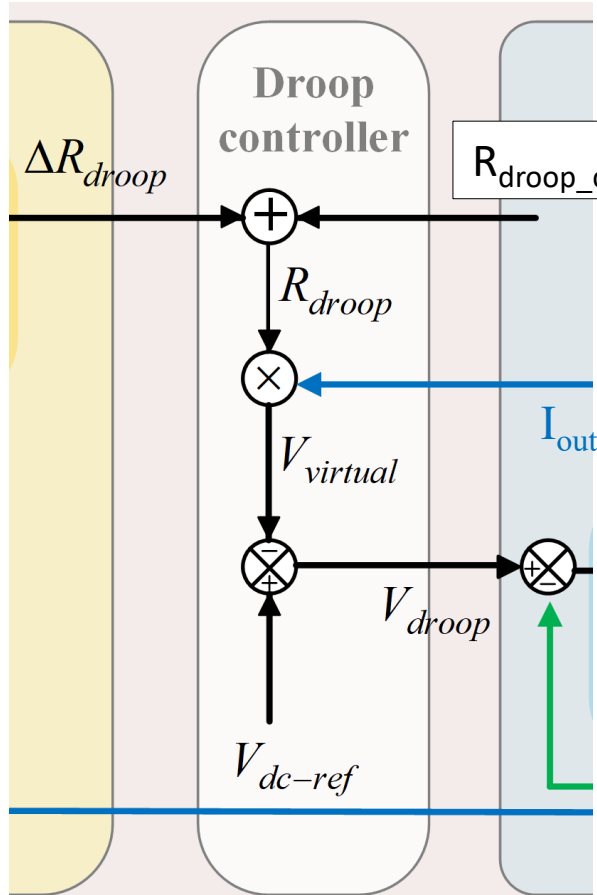 Droop
controller
ΔR_droop
R_droop_
+
R_droop
×
I_out
V_virtual
−
+
+
−
V_droop
V_dc−ref